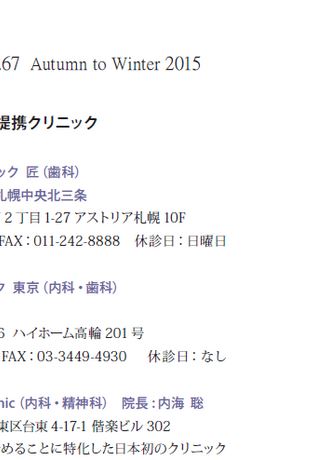 .67 Autumn to Winter 2015
提携クリニック
ック 匠（歯科）
札幌中央北三条
2丁目1-27 アストリア札幌 10F
FAX：011-242-8888 休診日：日曜日
ク 東京（内科・歯科）
6 ハイホーム高輪 201号
FAX：03-3449-4930 休診日：なし
nic（内科・精神科） 院長：内海 聡
東区台東 4-17-1 偕楽ビル 302
めることに特化した日本初のクリニック